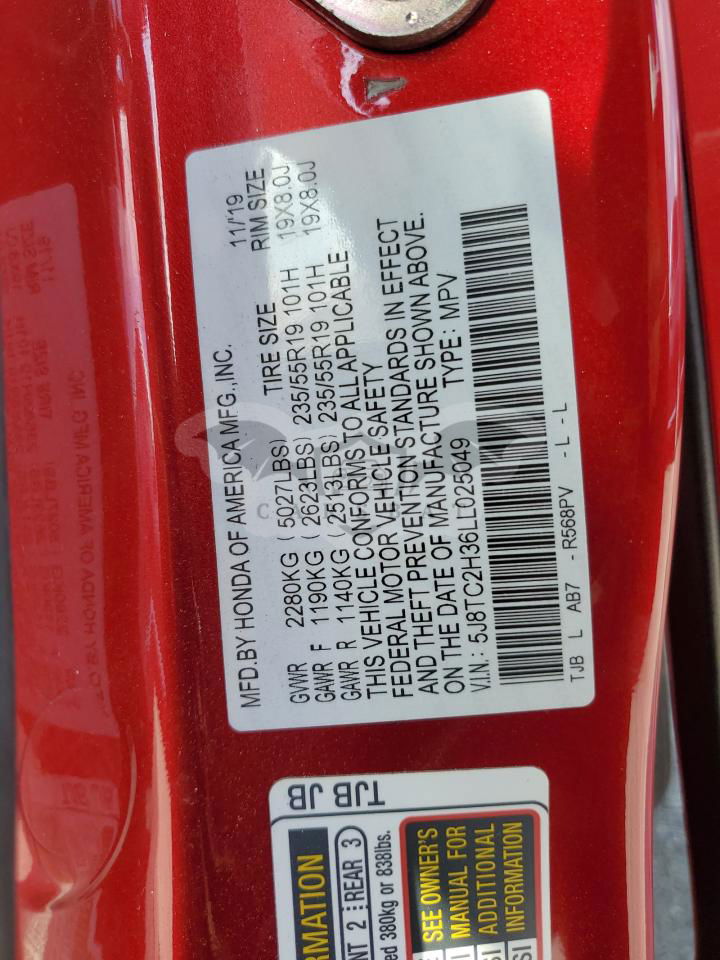 MFD.BY HONDA OF AMERICA MFG.,INC. 11/'19
TIRE SIZE RIM SIZE
GVWR 2280KG (5027LBS)
GAWR F 1190KG (2623LBS) 235/55R19 101H 19X8.0J
GAWR R 1140KG (2513LBS) 235/55R19 101H 19X8.0J
THIS VEHICLE CONFORMS TO ALL APPLICABLE
FEDERAL MOTOR VEHICLE SAFETY
AND THEFT PREVENTION STANDARDS IN EFFECT
ON THE DATE OF MANUFACTURE SHOWN ABOVE.
V.I.N.: 5J8TC2H36LL025049 TYPE: MPV
TJB L AB7 - R568PV - L - L
TJB
JB
RMATION
NT 2 REAR 3
ed 380kg or 838lbs.
SEE OWNER'S
MANUAL FOR
ADDITIONAL
INFORMATION